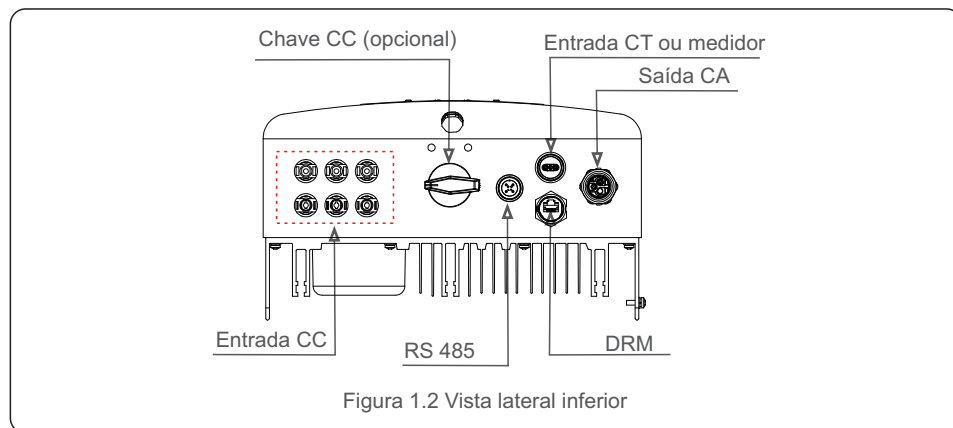 Chave CC (opcional)
Entrada CT ou medidor
Saída CA
Entrada CC
RS 485
DRM
Figura 1.2 Vista lateral inferior